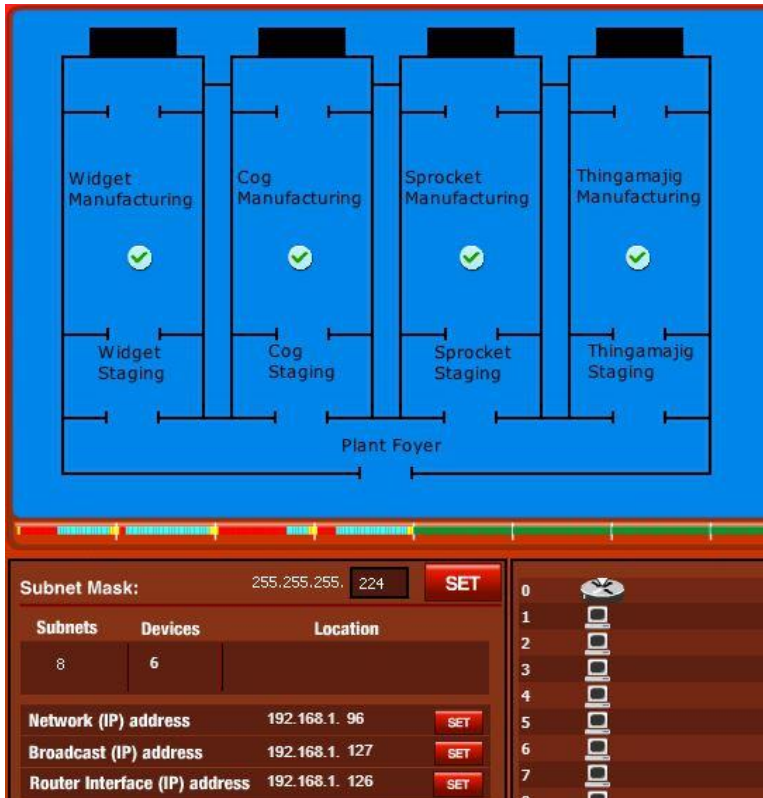 Widget Manufacturing
Cog Manufacturing
Sprocket Manufacturing
Thingamajig Manufacturing
Widget Staging
Cog Staging
Sprocket Staging
Thingamajig Staging
Plant Foyer
Subnet Mask: 255.255.255. 224 SET
Subnets Devices Location
8 6
Network (IP) address 192.168.1. 96 SET
Broadcast (IP) address 192.168.1. 127 SET
Router Interface (IP) address 192.168.1. 126 SET
0
1
2
3
4
5
6
7